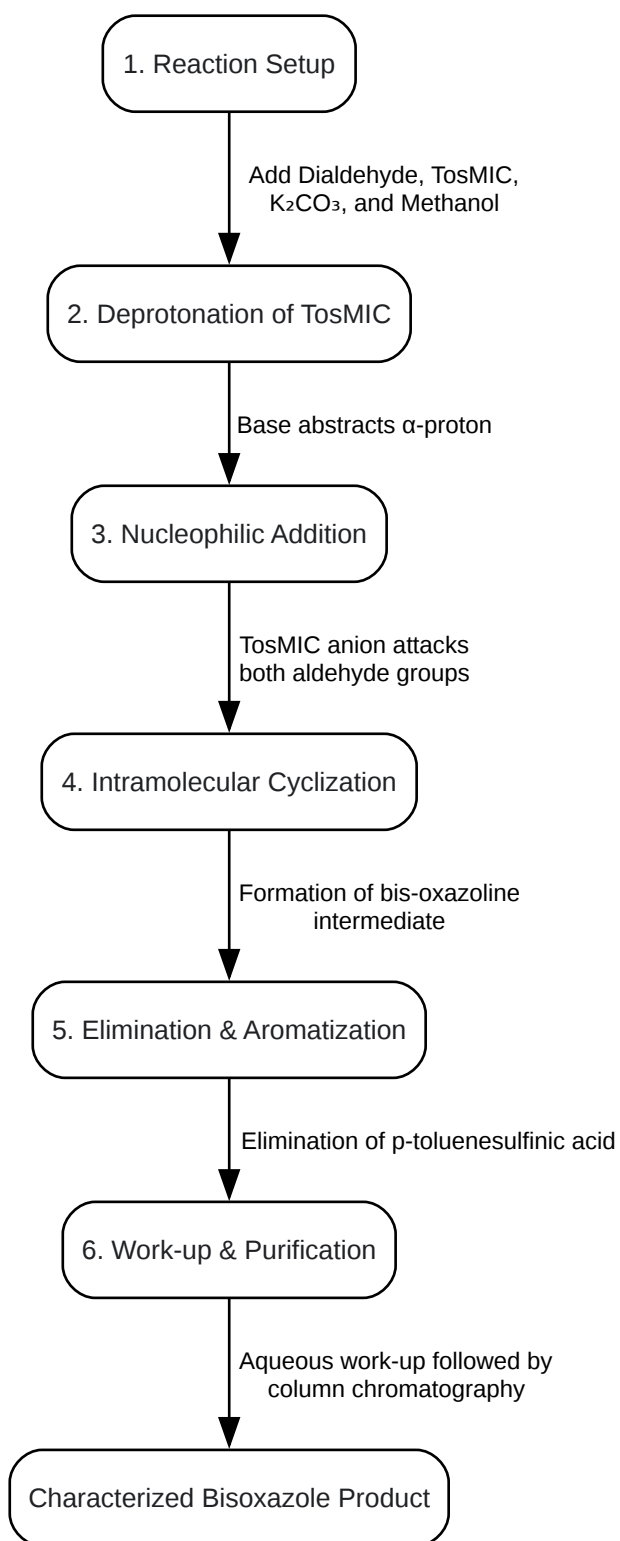 1. Reaction Setup
Add Dialdehyde, TosMIC,
K₂CO₃, and Methanol
2. Deprotonation of TosMIC
Base abstracts α-proton
3. Nucleophilic Addition
TosMIC anion attacks
both aldehyde groups
4. Intramolecular Cyclization
Formation of bis-oxazoline
intermediate
5. Elimination & Aromatization
Elimination of p-toluenesulfinic acid
6. Work-up & Purification
Aqueous work-up followed by
column chromatography
Characterized Bisoxazole Product